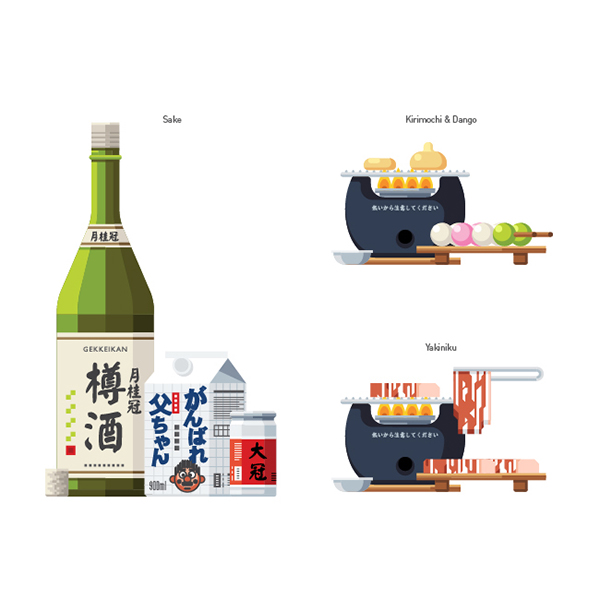 Sake
月桂冠
GEKKEIKAN
樽酒
月桂冠
がんばれ
父ちゃん
900ml
大冠
Kirimochi & Dango
熱いから注意してください
Yakiniku
熱いから注意してください